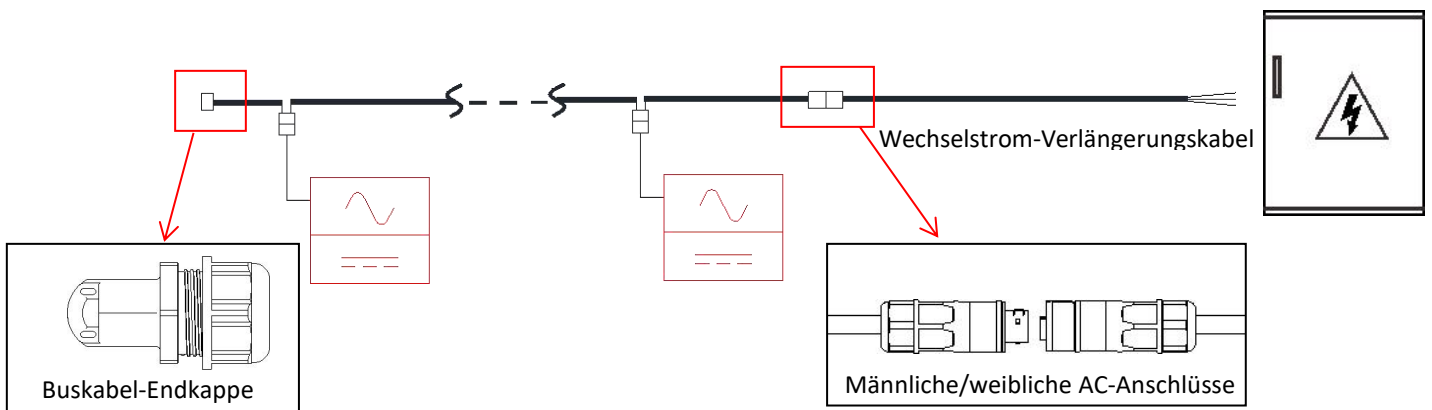 Wechselstrom-Verlängerungskabel
Buskabel-Endkappe
Männliche/weibliche AC-Anschlüsse